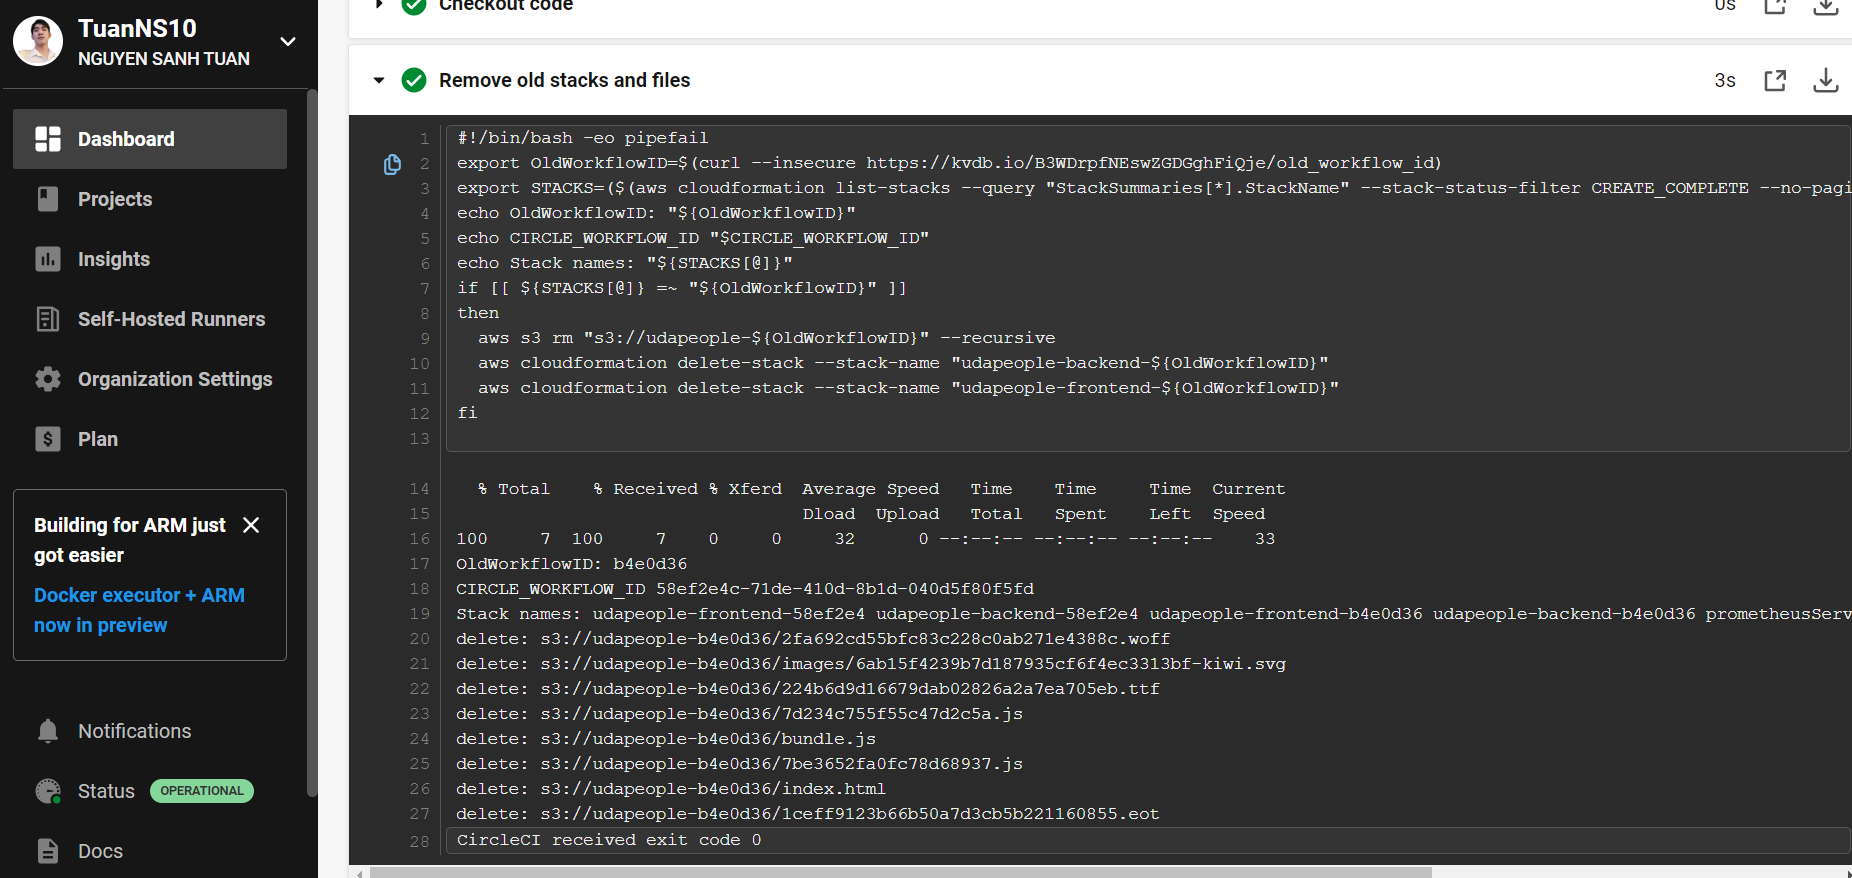 TuanNS10
NGUYEN SANH TUAN
Dashboard
Projects
Insights
Self-Hosted Runners
Organization Settings
Plan
Building for ARM just
got easier
Docker executor + ARM
now in preview
Notifications
Status OPERATIONAL
Docs
Checkout code 0s
Remove old stacks and files 3s
1 #!/bin/bash -eo pipefail
2 export OldWorkflowID=$(curl --insecure https://kvdb.io/B3WDrpfNEswZGDGghFiQje/old_workflow_id)
3 export STACKS=($(aws cloudformation list-stacks --query "StackSummaries[*].StackName" --stack-status-filter CREATE_COMPLETE --no-pagi
4 echo OldWorkflowID: "${OldWorkflowID}"
5 echo CIRCLE_WORKFLOW_ID "$CIRCLE_WORKFLOW_ID"
6 echo Stack names: "${STACKS[@]}"
7 if [[ ${STACKS[@]} =~ "${OldWorkflowID}" ]]
8 then
9 aws s3 rm "s3://udapeople-${OldWorkflowID}" --recursive
10 aws cloudformation delete-stack --stack-name "udapeople-backend-${OldWorkflowID}"
11 aws cloudformation delete-stack --stack-name "udapeople-frontend-${OldWorkflowID}"
12 fi
13
14 % Total % Received % Xferd Average Speed Time Time Time Current
15 Dload Upload Total Spent Left Speed
16 100 7 100 7 0 0 32 0 --:--:-- --:--:-- --:--:-- 33
17 OldWorkflowID: b4e0d36
18 CIRCLE_WORKFLOW_ID 58ef2e4c-71de-410d-8b1d-040d5f80f5fd
19 Stack names: udapeople-frontend-58ef2e4 udapeople-backend-58ef2e4 udapeople-frontend-b4e0d36 udapeople-backend-b4e0d36 prometheusServ
20 delete: s3://udapeople-b4e0d36/2fa692cd55bfc83c228c0ab271e4388c.woff
21 delete: s3://udapeople-b4e0d36/images/6ab15f4239b7d187935cf6f4ec3313bf-kiwi.svg
22 delete: s3://udapeople-b4e0d36/224b6d9d16679dab02826a2a7ea705eb.ttf
23 delete: s3://udapeople-b4e0d36/7d234c755f55c47d2c5a.js
24 delete: s3://udapeople-b4e0d36/bundle.js
25 delete: s3://udapeople-b4e0d36/7be3652fa0fc78d68937.js
26 delete: s3://udapeople-b4e0d36/index.html
27 delete: s3://udapeople-b4e0d36/1ceff9123b66b50a7d3cb5b221160855.eot
28 CircleCI received exit code 0